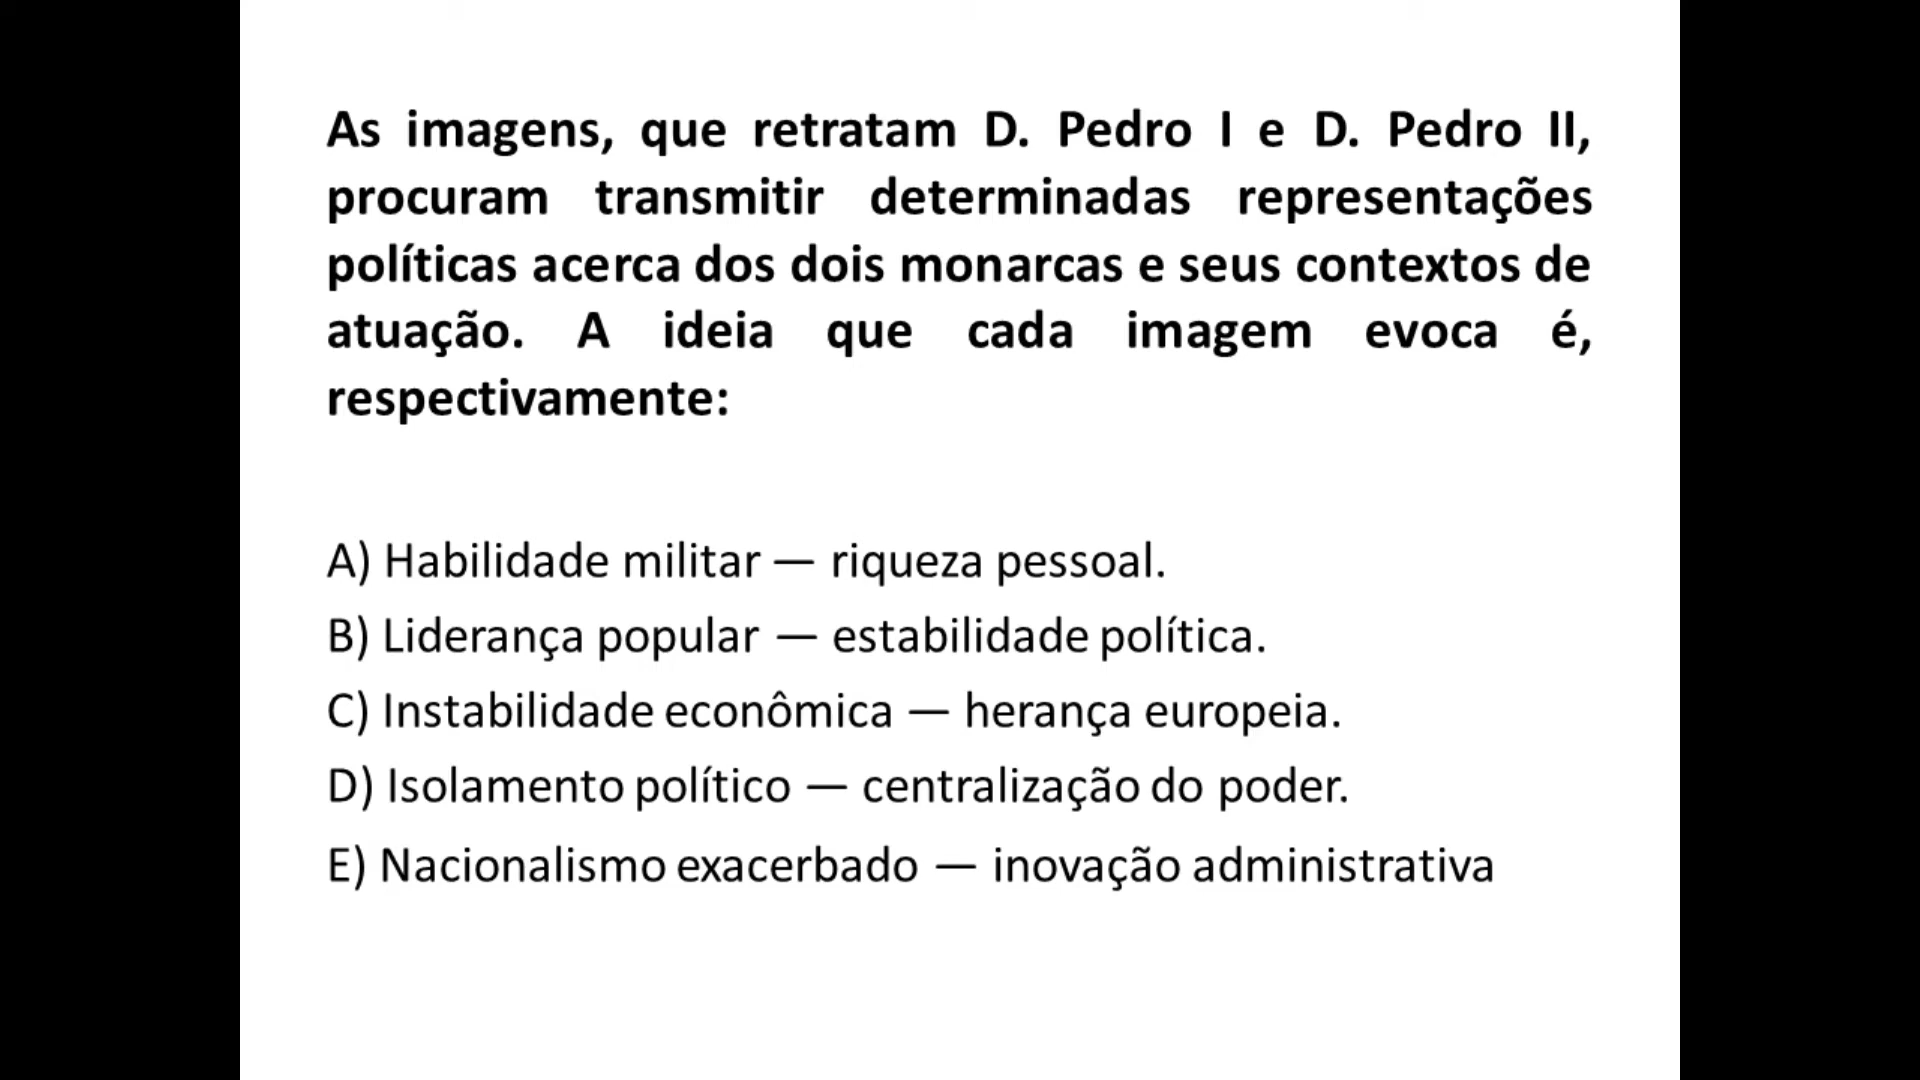 As imagens, que retratam D. Pedro I e D. Pedro II,
procuram transmitir determinadas representações
políticas acerca dos dois monarcas e seus contextos de
atuação. A ideia que cada imagem evoca é,
respectivamente:
A) Habilidade militar — riqueza pessoal.
B) Liderança popular — estabilidade política.
C) Instabilidade econômica — herança europeia.
D) Isolamento político — centralização do poder.
E) Nacionalismo exacerbado — inovação administrativa